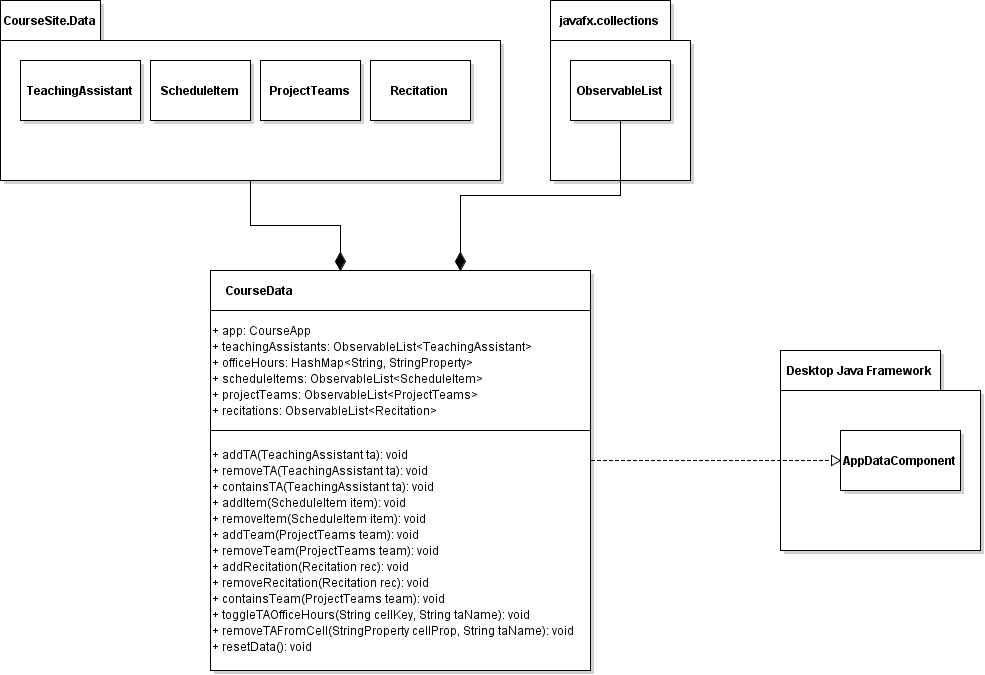 CourseSite.Data
javafx.collections
TeachingAssistant
ScheduleItem
ProjectTeams
Recitation
ObservableList
CourseData
+ app: CourseApp
+ teachingAssistants: ObservableList<TeachingAssistant>
+ officeHours: HashMap<String, StringProperty>
+ scheduleItems: ObservableList<ScheduleItem>
+ projectTeams: ObservableList<ProjectTeams>
+ recitations: ObservableList<Recitation>
+ addTA(TeachingAssistant ta): void
+ removeTA(TeachingAssistant ta): void
+ containsTA(TeachingAssistant ta): void
+ addItem(ScheduleItem item): void
+ removeItem(ScheduleItem item): void
+ addTeam(ProjectTeams team): void
+ removeTeam(ProjectTeams team): void
+ addRecitation(Recitation rec): void
+ removeRecitation(Recitation rec): void
+ containsTeam(ProjectTeams team): void
+ toggleTAOfficeHours(String cellKey, String taName): void
+ removeTAFromCell(StringProperty cellProp, String taName): void
+ resetData(): void
Desktop Java Framework
AppDataComponent